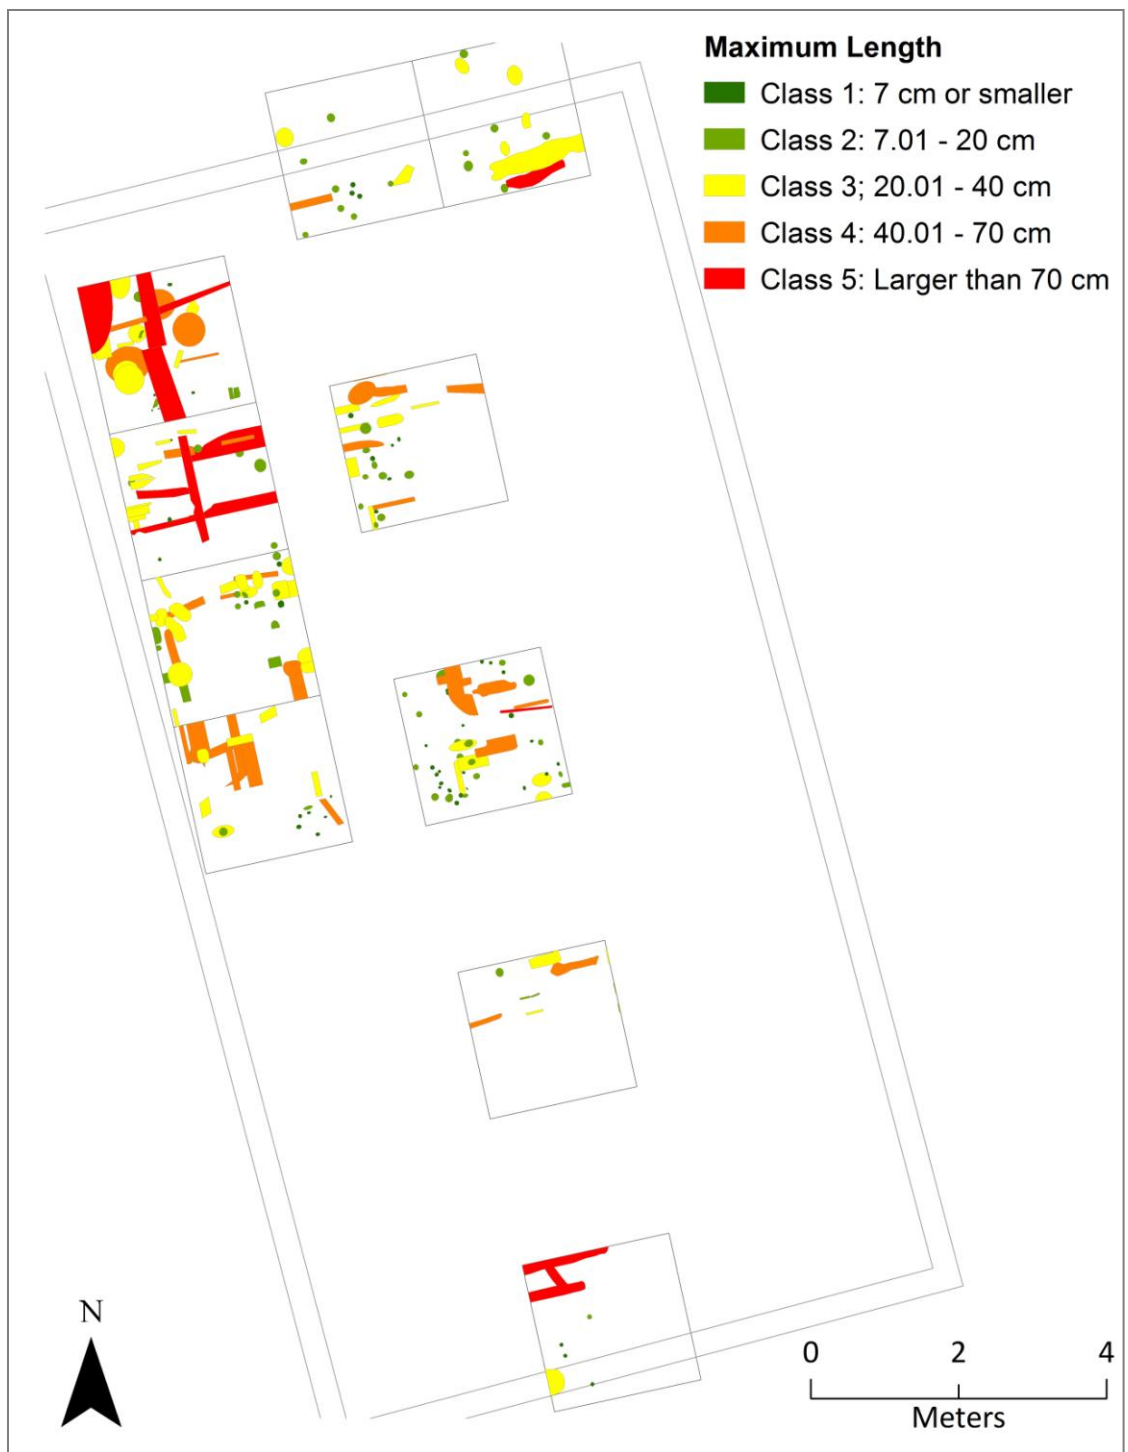 Maximum Length
Class 1: 7 cm or smaller
Class 2: 7.01 - 20 cm
Class 3; 20.01 - 40 cm
Class 4: 40.01 - 70 cm
Class 5: Larger than 70 cm
N
0 2 4
Meters